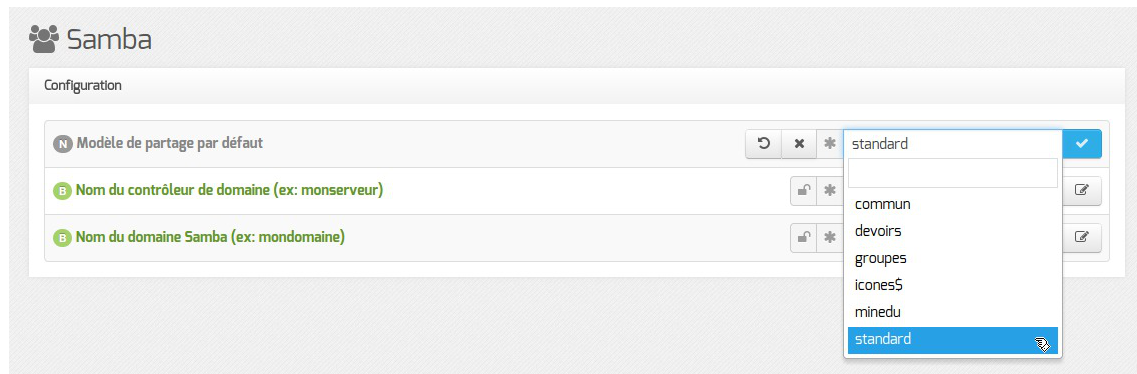 Samba
Configuration
N Modèle de partage par défaut
standard
B Nom du contrôleur de domaine (ex: monserveur)
B Nom du domaine Samba (ex: mondomaine)
commun
devoirs
groupes
icones$
minedu
standard